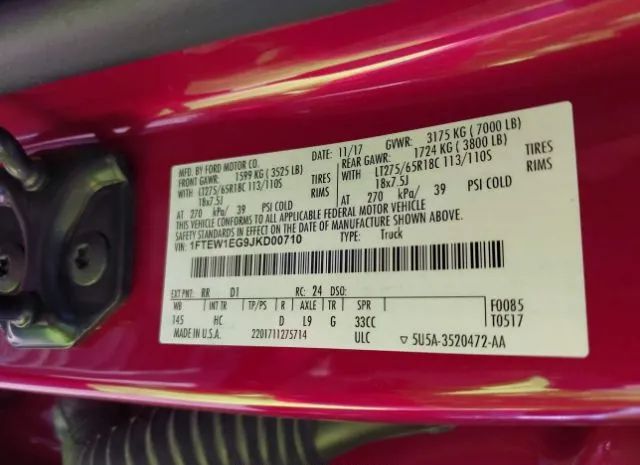 MFD. BY FORD MOTOR CO. DATE: 11/17 GVWR: 3175 KG ( 7000 LB)
FRONT GAWR: 1599 KG ( 3525 LB) REAR GAWR: 1724 KG ( 3800 LB)
WITH LT275/65R18C 113/110S TIRES WITH LT275/65R18C 113/110S TIRES
18x7.5J RIMS 18x7.5J RIMS
AT 270 kPa/ 39 PSI COLD AT 270 kPa/ 39 PSI COLD
THIS VEHICLE CONFORMS TO ALL APPLICABLE FEDERAL MOTOR VEHICLE
SAFETY STANDARDS IN EFFECT ON THE DATE OF MANUFACTURE SHOWN ABOVE.
VIN: 1FTEW1EG9JKD00710 TYPE: Truck
EXT PNT: RR D1 RC: 24 DSO:
WB INT TR TP/PS R AXLE TR SPR F0085
145 HC D L9 G 33CC T0517
MADE IN U.S.A. 2201711275714 ULC 5U5A-3520472-AA